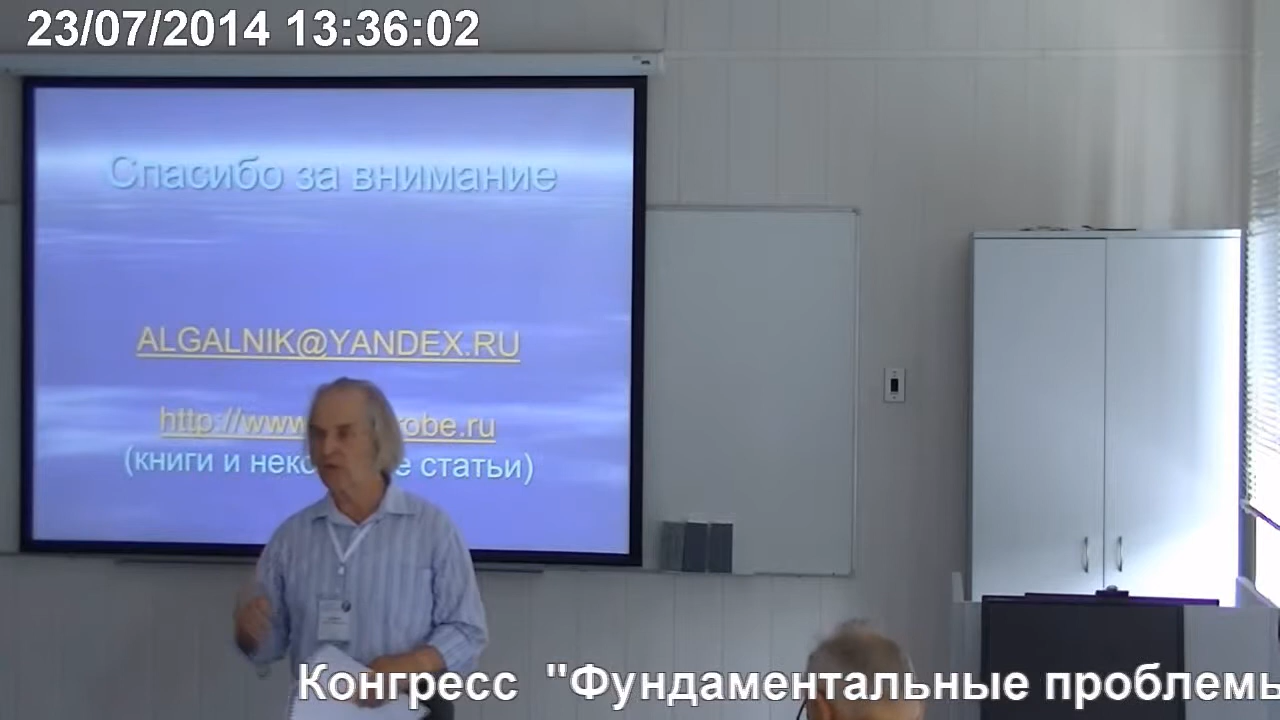 23/07/2014 13:36:02
Спасибо за внимание
ALGALNIK@YANDEX.RU
http://www robe.ru
(книги и статьи)
Конгресс "Фундаментальные проблемы